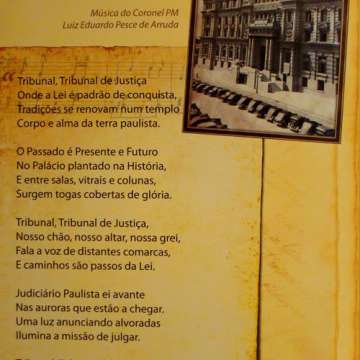 Música do Coronel PM
Luiz Eduardo Pesce de Arruda
Tribunal, Tribunal de Justiça
Onde a Lei é padrão de conquista,
Tradições se renovam num templo
Corpo e alma da terra paulista.
O Passado é Presente e Futuro
No Palácio plantado na História,
E entre salas, vitrais e colunas,
Surgem togas cobertas de glória.
Tribunal, Tribunal de Justiça,
Nosso chão, nosso altar, nossa grei,
Fala a voz de distantes comarcas,
E caminhos são passos da Lei.
Judiciário Paulista ei avante
Nas auroras que estão a chegar.
Uma luz anunciando alvoradas
Ilumina a missão de julgar.